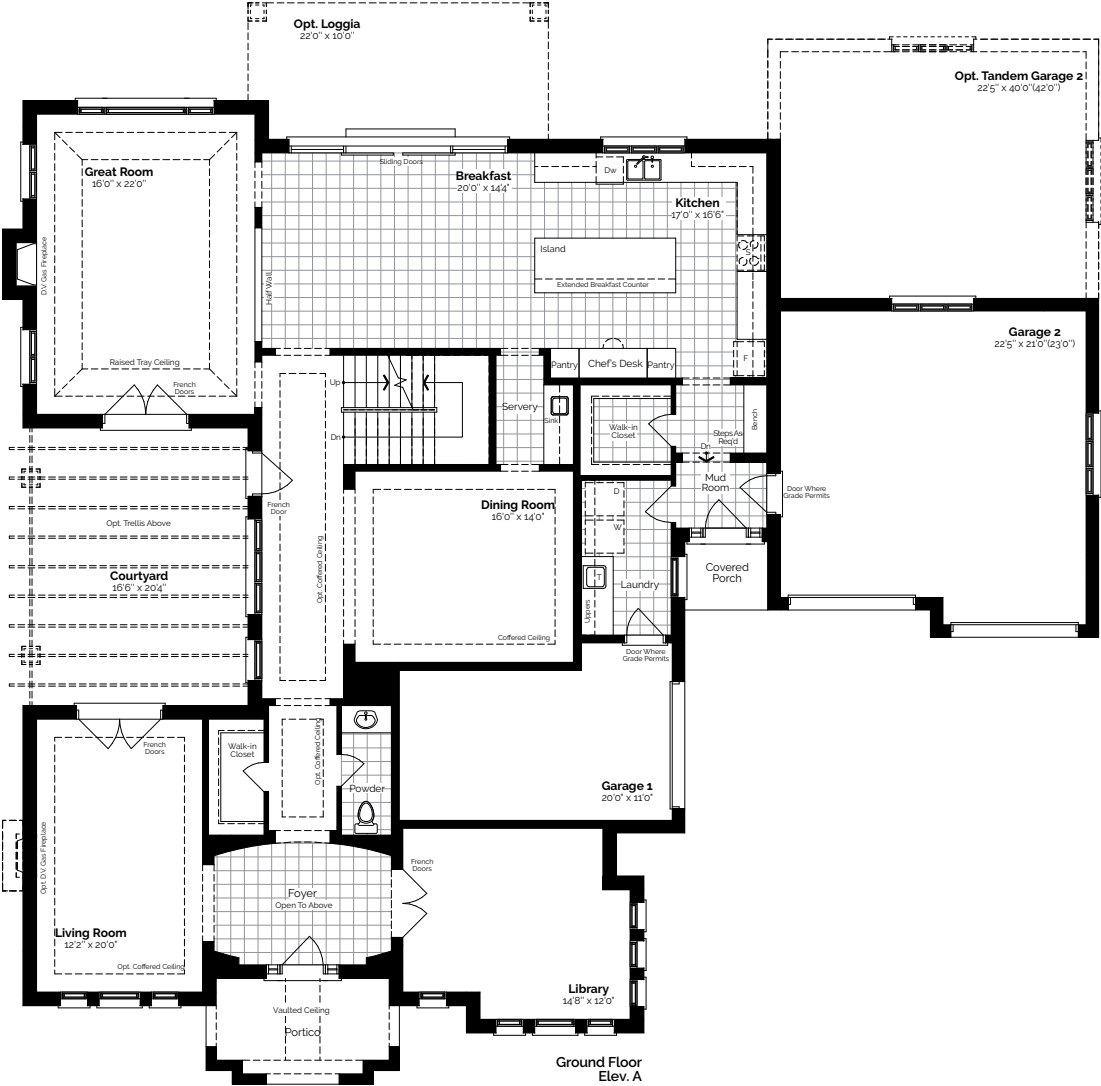 Opt. Loggia
22'0" x 10'0"
Opt. Tandem Garage 2
22'5" x 40'0"(42'0")
Sliding Doors
Great Room
16'0" x 22'0"
Breakfast
20'0" x 14'4"
Dw
Kitchen
17'0" x 16'6"
D.V. Gas Fireplace
Half Wall
Island
Extended Breakfast Counter
S
Garage 2
22'5" x 21'0"(23'0")
Raised Tray Ceiling
French
Doors
Pantry
Chef's Desk
Pantry
F
Up
Dn
Servery
Sink
Walk-in
Closet
Steps As
Req'd
Bench
Dn
Mud
Room
Door Where
Grade Permits
French
Door
Opt. Trellis Above
Opt. Coffered Ceiling
Dining Room
16'0" x 14'0"
D
W
T
Uppers
Laundry
Covered
Porch
Courtyard
16'6" x 20'4"
Coffered Ceiling
Door Where
Grade Permits
French
Doors
Walk-in
Closet
Opt. Coffered Ceiling
Powder
Garage 1
20'0" x 11'0"
Opt. D.V. Gas Fireplace
French
Doors
Foyer
Open To Above
Living Room
12'2" x 20'0"
Opt. Coffered Ceiling
Library
14'8" x 12'0"
Vaulted Ceiling
Portico
Ground Floor
Elev. A